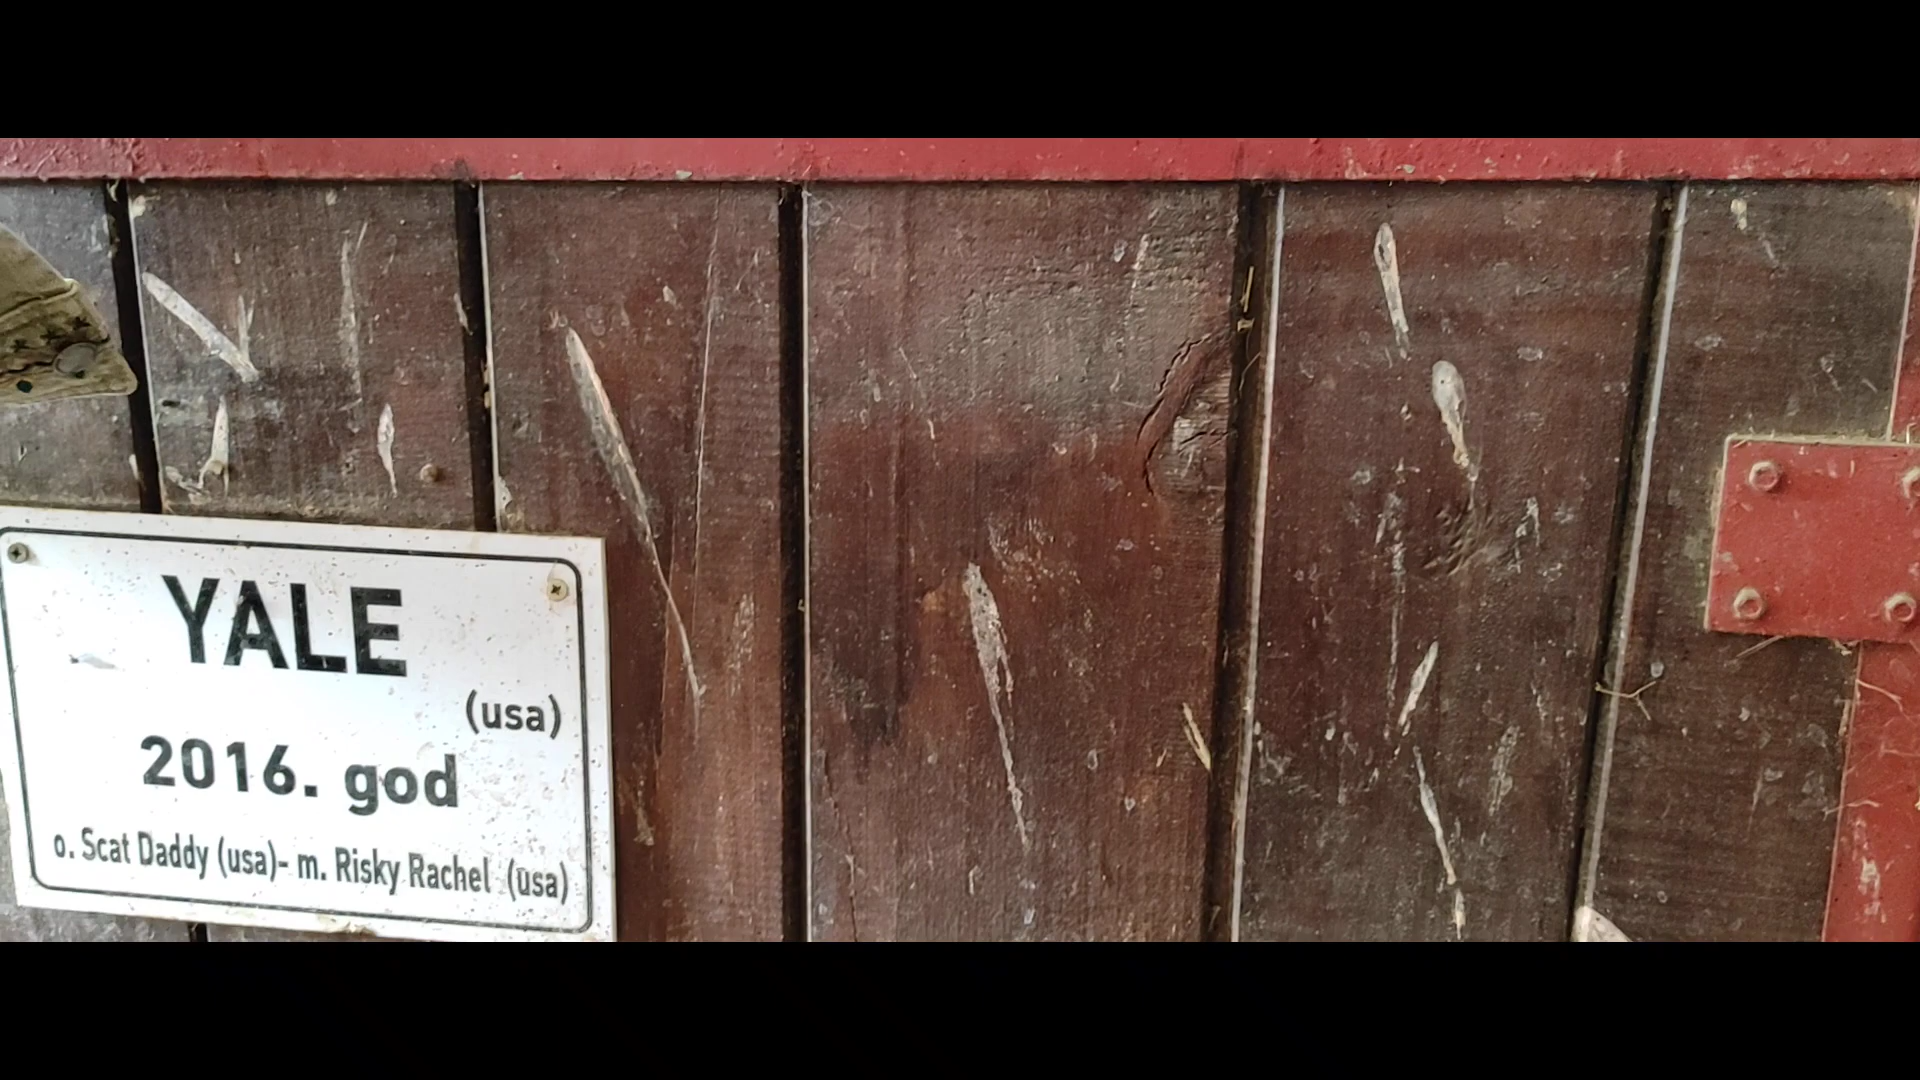 YALE
(usa)
2016. god
o. Scat Daddy (usa)- m. Risky Rachel (usa)